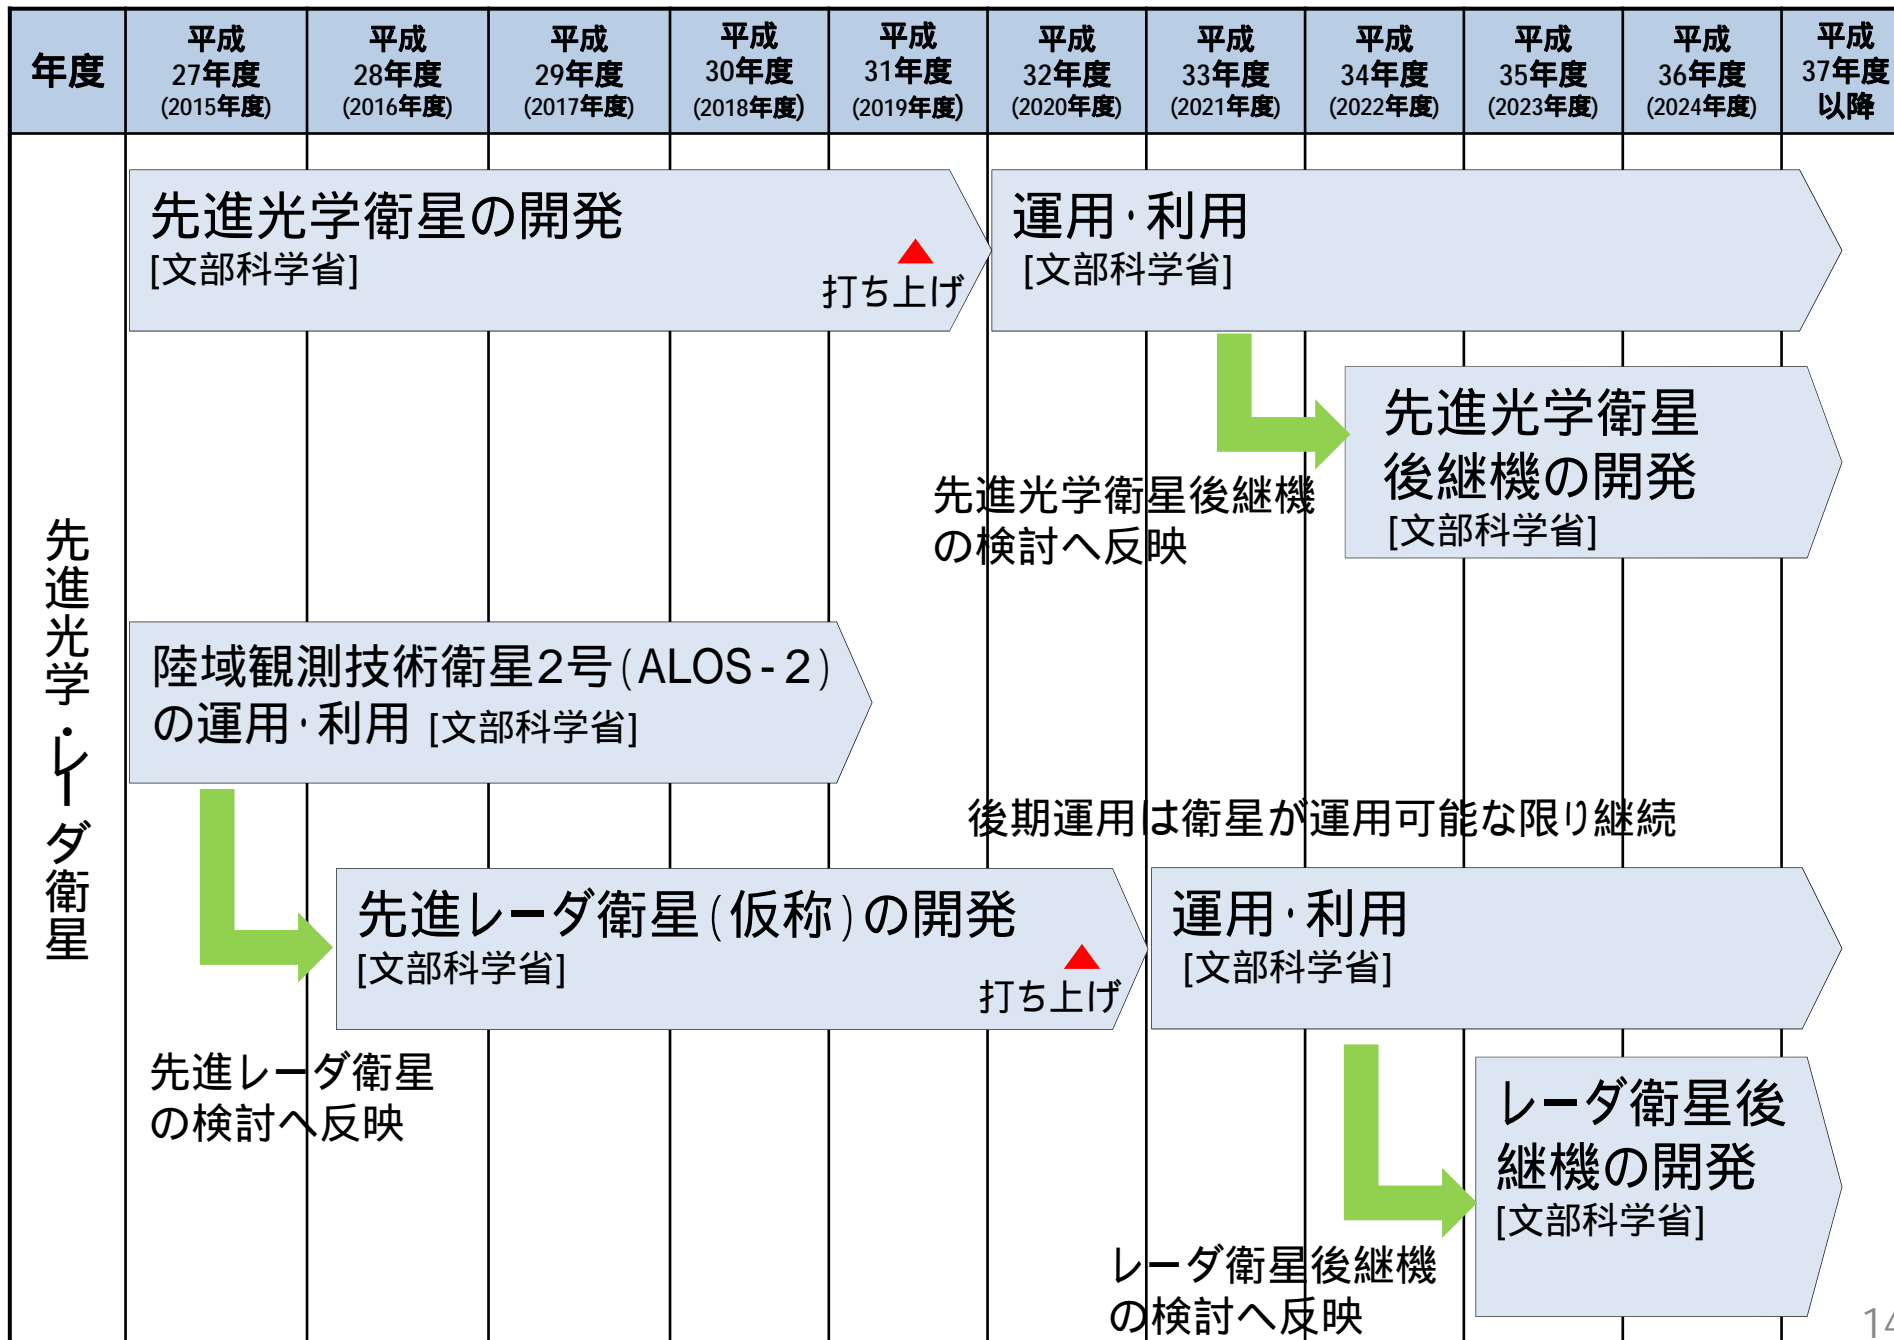 年度
平成
27年度
(2015年度)
平成
28年度
(2016年度)
平成
29年度
(2017年度)
平成
30年度
(2018年度)
平成
31年度
(2019年度)
平成
32年度
(2020年度)
平成
33年度
(2021年度)
平成
34年度
(2022年度)
平成
35年度
(2023年度)
平成
36年度
(2024年度)
平成
37年度
以降
先進光学・レーダ衛星
先進光学衛星の開発
[文部科学省]
打ち上げ
運用・利用
[文部科学省]
先進光学衛星
後継機の開発
[文部科学省]
先進光学衛星後継機
の検討へ反映
陸域観測技術衛星2号(ALOS-2)
の運用・利用 [文部科学省]
後期運用は衛星が運用可能な限り継続
先進レーダ衛星(仮称)の開発
[文部科学省]
打ち上げ
運用・利用
[文部科学省]
先進レーダ衛星
の検討へ反映
レーダ衛星後
継機の開発
[文部科学省]
レーダ衛星後継機
の検討へ反映
14